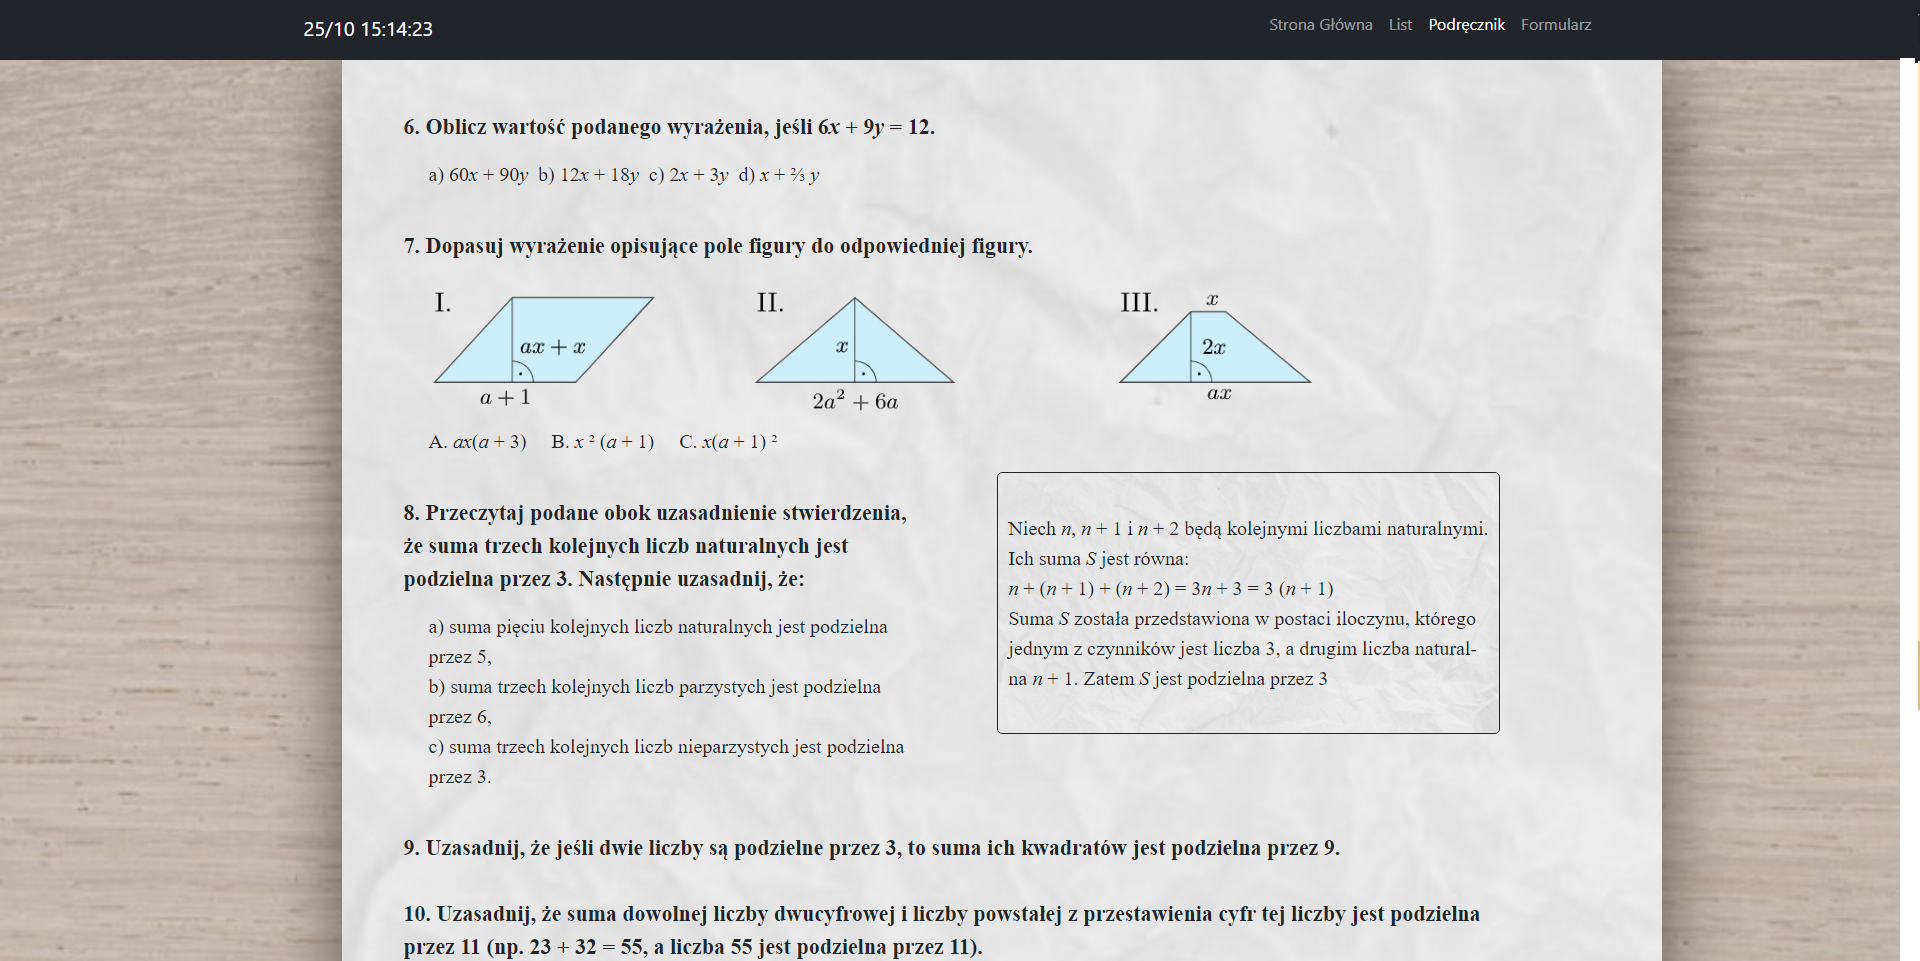 25/10 15:14:23
Strona Główna List Podręcznik Formularz
6. Oblicz wartość podanego wyrażenia, jeśli 6x + 9y = 12.
a) 60x + 90y b) 12x + 18y c) 2x + 3y d) x + ⅔ y
7. Dopasuj wyrażenie opisujące pole figury do odpowiedniej figury.
I.
ax + x
a + 1
II.
x
2a² + 6a
III.
x
2x
ax
A. ax(a + 3) B. x ² (a + 1) C. x(a + 1) ²
8. Przeczytaj podane obok uzasadnienie stwierdzenia,
że suma trzech kolejnych liczb naturalnych jest
podzielna przez 3. Następnie uzasadnij, że:
a) suma pięciu kolejnych liczb naturalnych jest podzielna
przez 5,
b) suma trzech kolejnych liczb parzystych jest podzielna
przez 6,
c) suma trzech kolejnych liczb nieparzystych jest podzielna
przez 3.
Niech n, n + 1 i n + 2 będą kolejnymi liczbami naturalnymi.
Ich suma S jest równa:
n + (n + 1) + (n + 2) = 3n + 3 = 3 (n + 1)
Suma S została przedstawiona w postaci iloczynu, którego
jednym z czynników jest liczba 3, a drugim liczba natural-
na n + 1. Zatem S jest podzielna przez 3
9. Uzasadnij, że jeśli dwie liczby są podzielne przez 3, to suma ich kwadratów jest podzielna przez 9.
10. Uzasadnij, że suma dowolnej liczby dwucyfrowej i liczby powstałej z przestawienia cyfr tej liczby jest podzielna
przez 11 (np. 23 + 32 = 55, a liczba 55 jest podzielna przez 11).